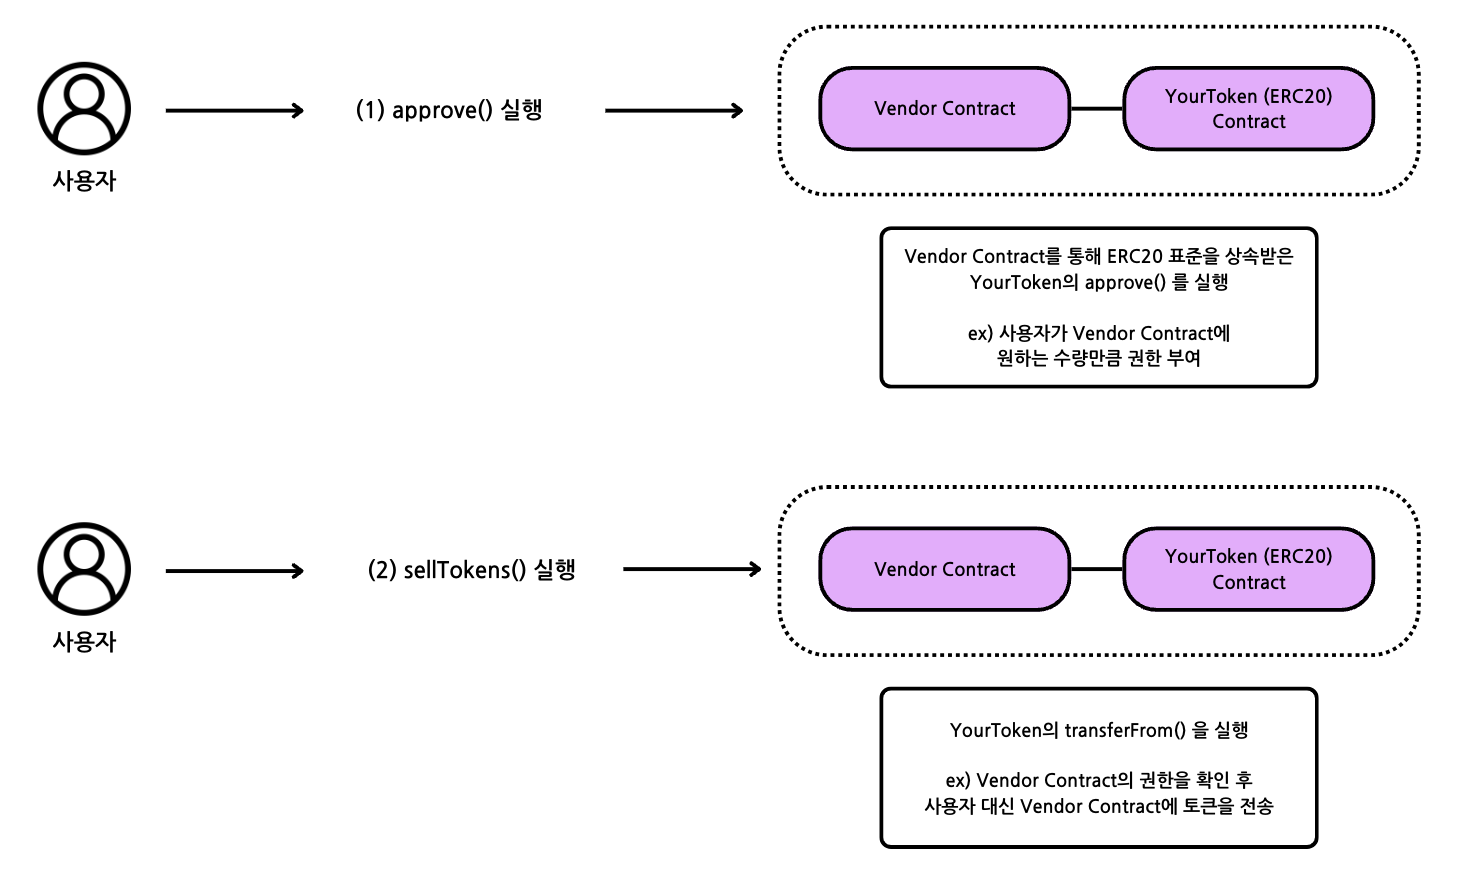 (1) approve() 실행
Vendor Contract
YourToken (ERC20)
Contract
사용자
Vendor Contract를 통해 ERC20 표준을 상속받은
YourToken의 approve() 를 실행
ex) 사용자가 Vendor Contract에
원하는 수량만큼 권한 부여
(2) sellTokens() 실행
Vendor Contract
YourToken (ERC20)
Contract
사용자
YourToken의 transferFrom() 을 실행
ex) Vendor Contract의 권한을 확인 후
사용자 대신 Vendor Contract에 토큰을 전송